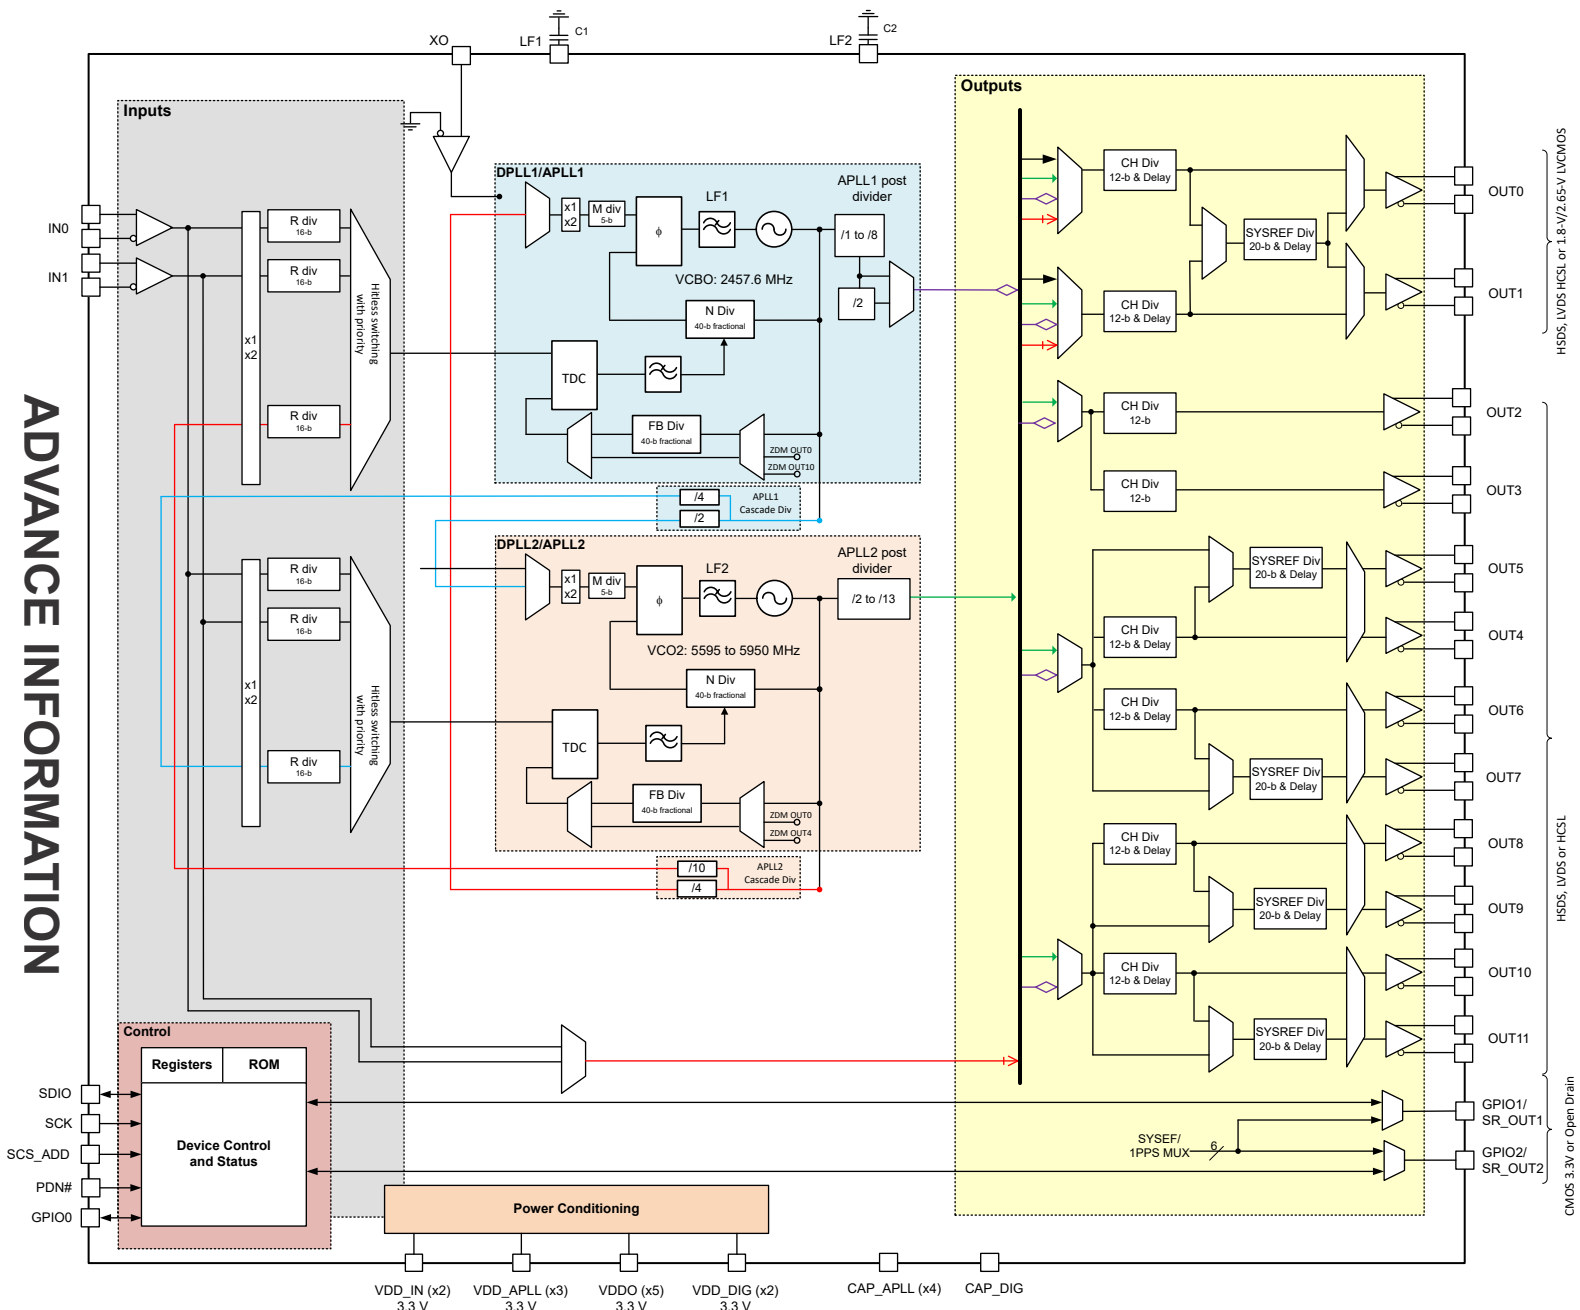 XO
LF1
C1
LF2
C2
Inputs
Outputs
DPLL1/APLL1
APLL1 post
divider
LF1
x1
x2
M div
5-b
ϕ
/1 to /8
/2
VCBO: 2457.6 MHz
N Div
40-b fractional
TDC
FB Div
40-b fractional
ZDM OUT0
ZDM OUT10
/4
/2
APLL1
Cascade Div
IN0
IN1
R div
16-b
R div
16-b
R div
16-b
x1
x2
Hitless switching
with priority
DPLL2/APLL2
APLL2 post
divider
LF2
x1
x2
M div
5-b
ϕ
/2 to /13
VCO2: 5595 to 5950 MHz
N Div
40-b fractional
TDC
FB Div
40-b fractional
ZDM OUT0
ZDM OUT4
/10
/4
APLL2
Cascade Div
R div
16-b
R div
16-b
R div
16-b
x1
x2
Hitless switching
with priority
ADVANCE INFORMATION
CH Div
12-b & Delay
SYSREF Div
20-b & Delay
CH Div
12-b & Delay
CH Div
12-b
CH Div
12-b
SYSREF Div
20-b & Delay
CH Div
12-b & Delay
CH Div
12-b & Delay
SYSREF Div
20-b & Delay
CH Div
12-b & Delay
SYSREF Div
20-b & Delay
CH Div
12-b & Delay
SYSREF Div
20-b & Delay
OUT0
OUT1
OUT2
OUT3
OUT5
OUT4
OUT6
OUT7
OUT8
OUT9
OUT10
OUT11
HSDS, LVDS HCSL or 1.8-V/2.65-V LVCMOS
HSDS, LVDS or HCSL
CMOS 3.3V or Open Drain
GPIO1/
SR_OUT1
GPIO2/
SR_OUT2
SYSEF/
1PPS MUX
6
Control
Registers
ROM
Device Control
and Status
SDIO
SCK
SCS_ADD
PDN#
GPIO0
Power Conditioning
VDD_IN (x2)
3.3 V
VDD_APLL (x3)
3.3 V
VDDO (x5)
3.3 V
VDD_DIG (x2)
3.3 V
CAP_APLL (x4)
CAP_DIG